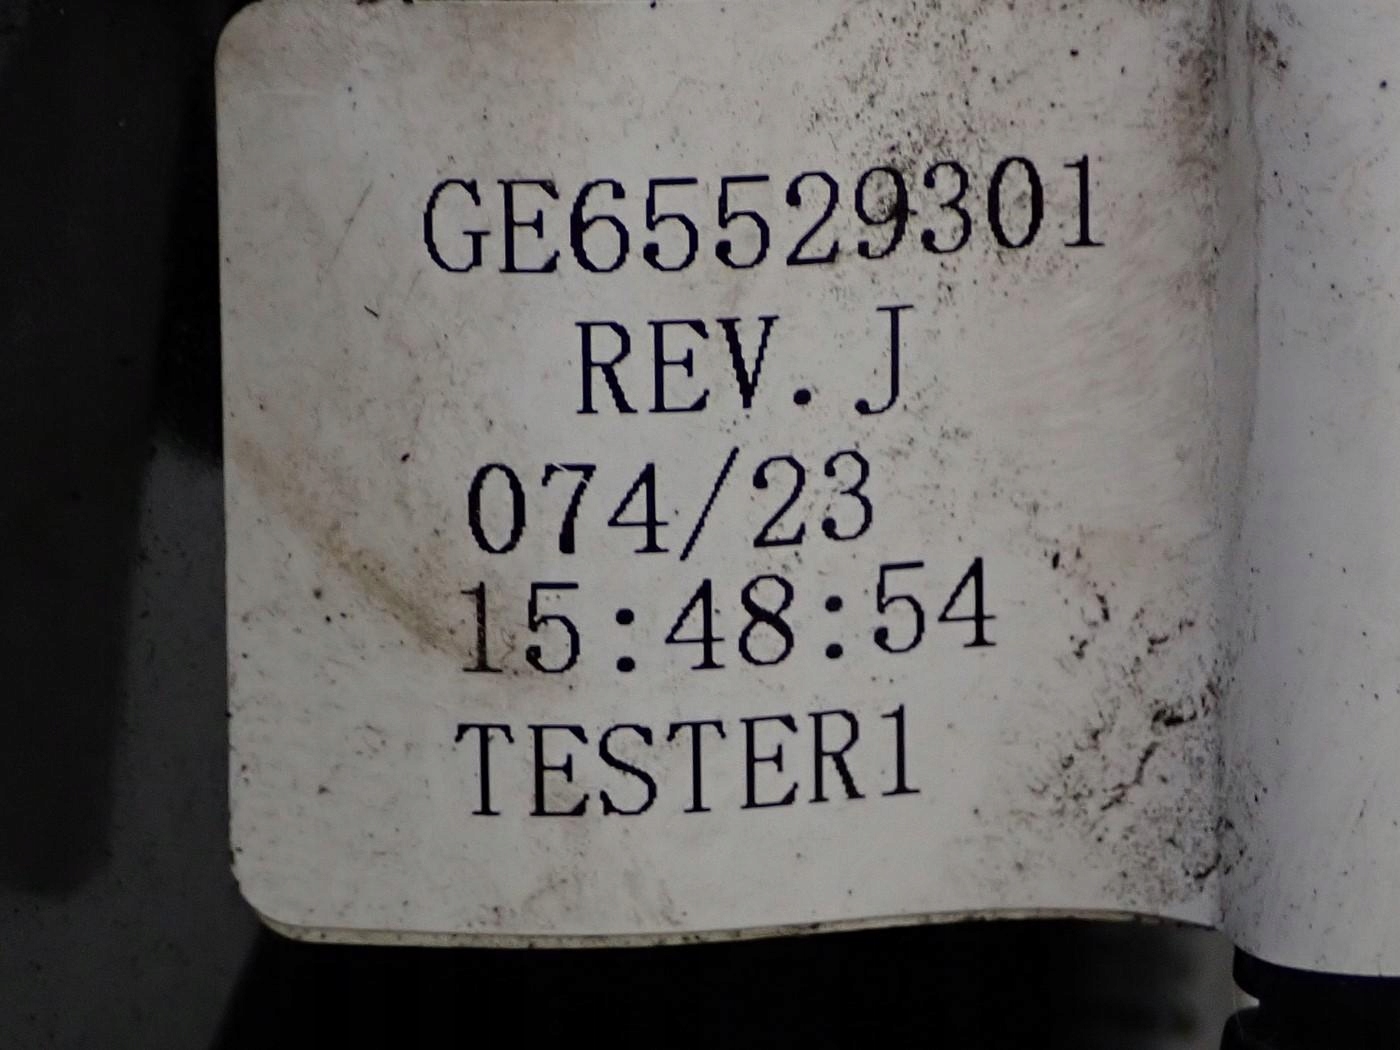 GE65529301
REV. J
074/23
15:48:54
TESTER1